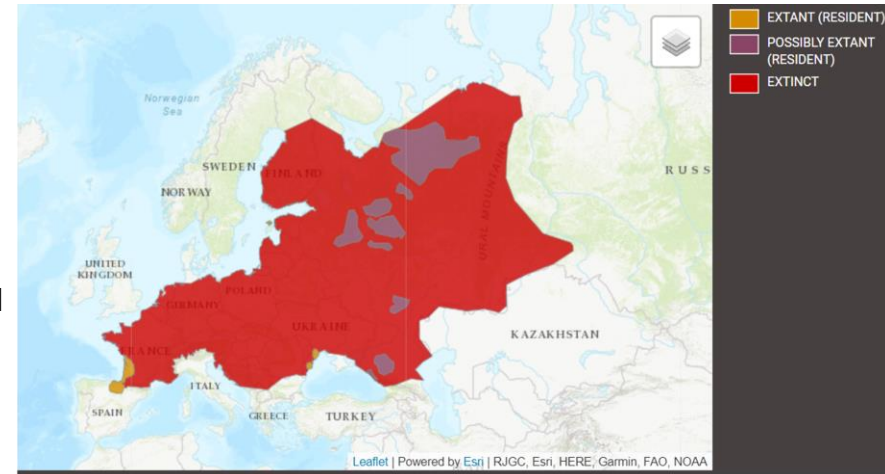 EXTANT (RESIDENT)
POSSIBLY EXTANT
(RESIDENT)
EXTINCT
Norwegian
Sea
SWEDEN
FINLAND
NORWAY
RUSS
URAL MOUNTAINS
UNITED
KINGDOM
POLAND
GERMANY
UKRAINE
KAZAKHSTAN
FRANCE
ITALY
SPAIN
GREECE
TURKEY
Leaflet | Powered by Esri | RJGC, Esri, HERE, Garmin, FAO, NOAA